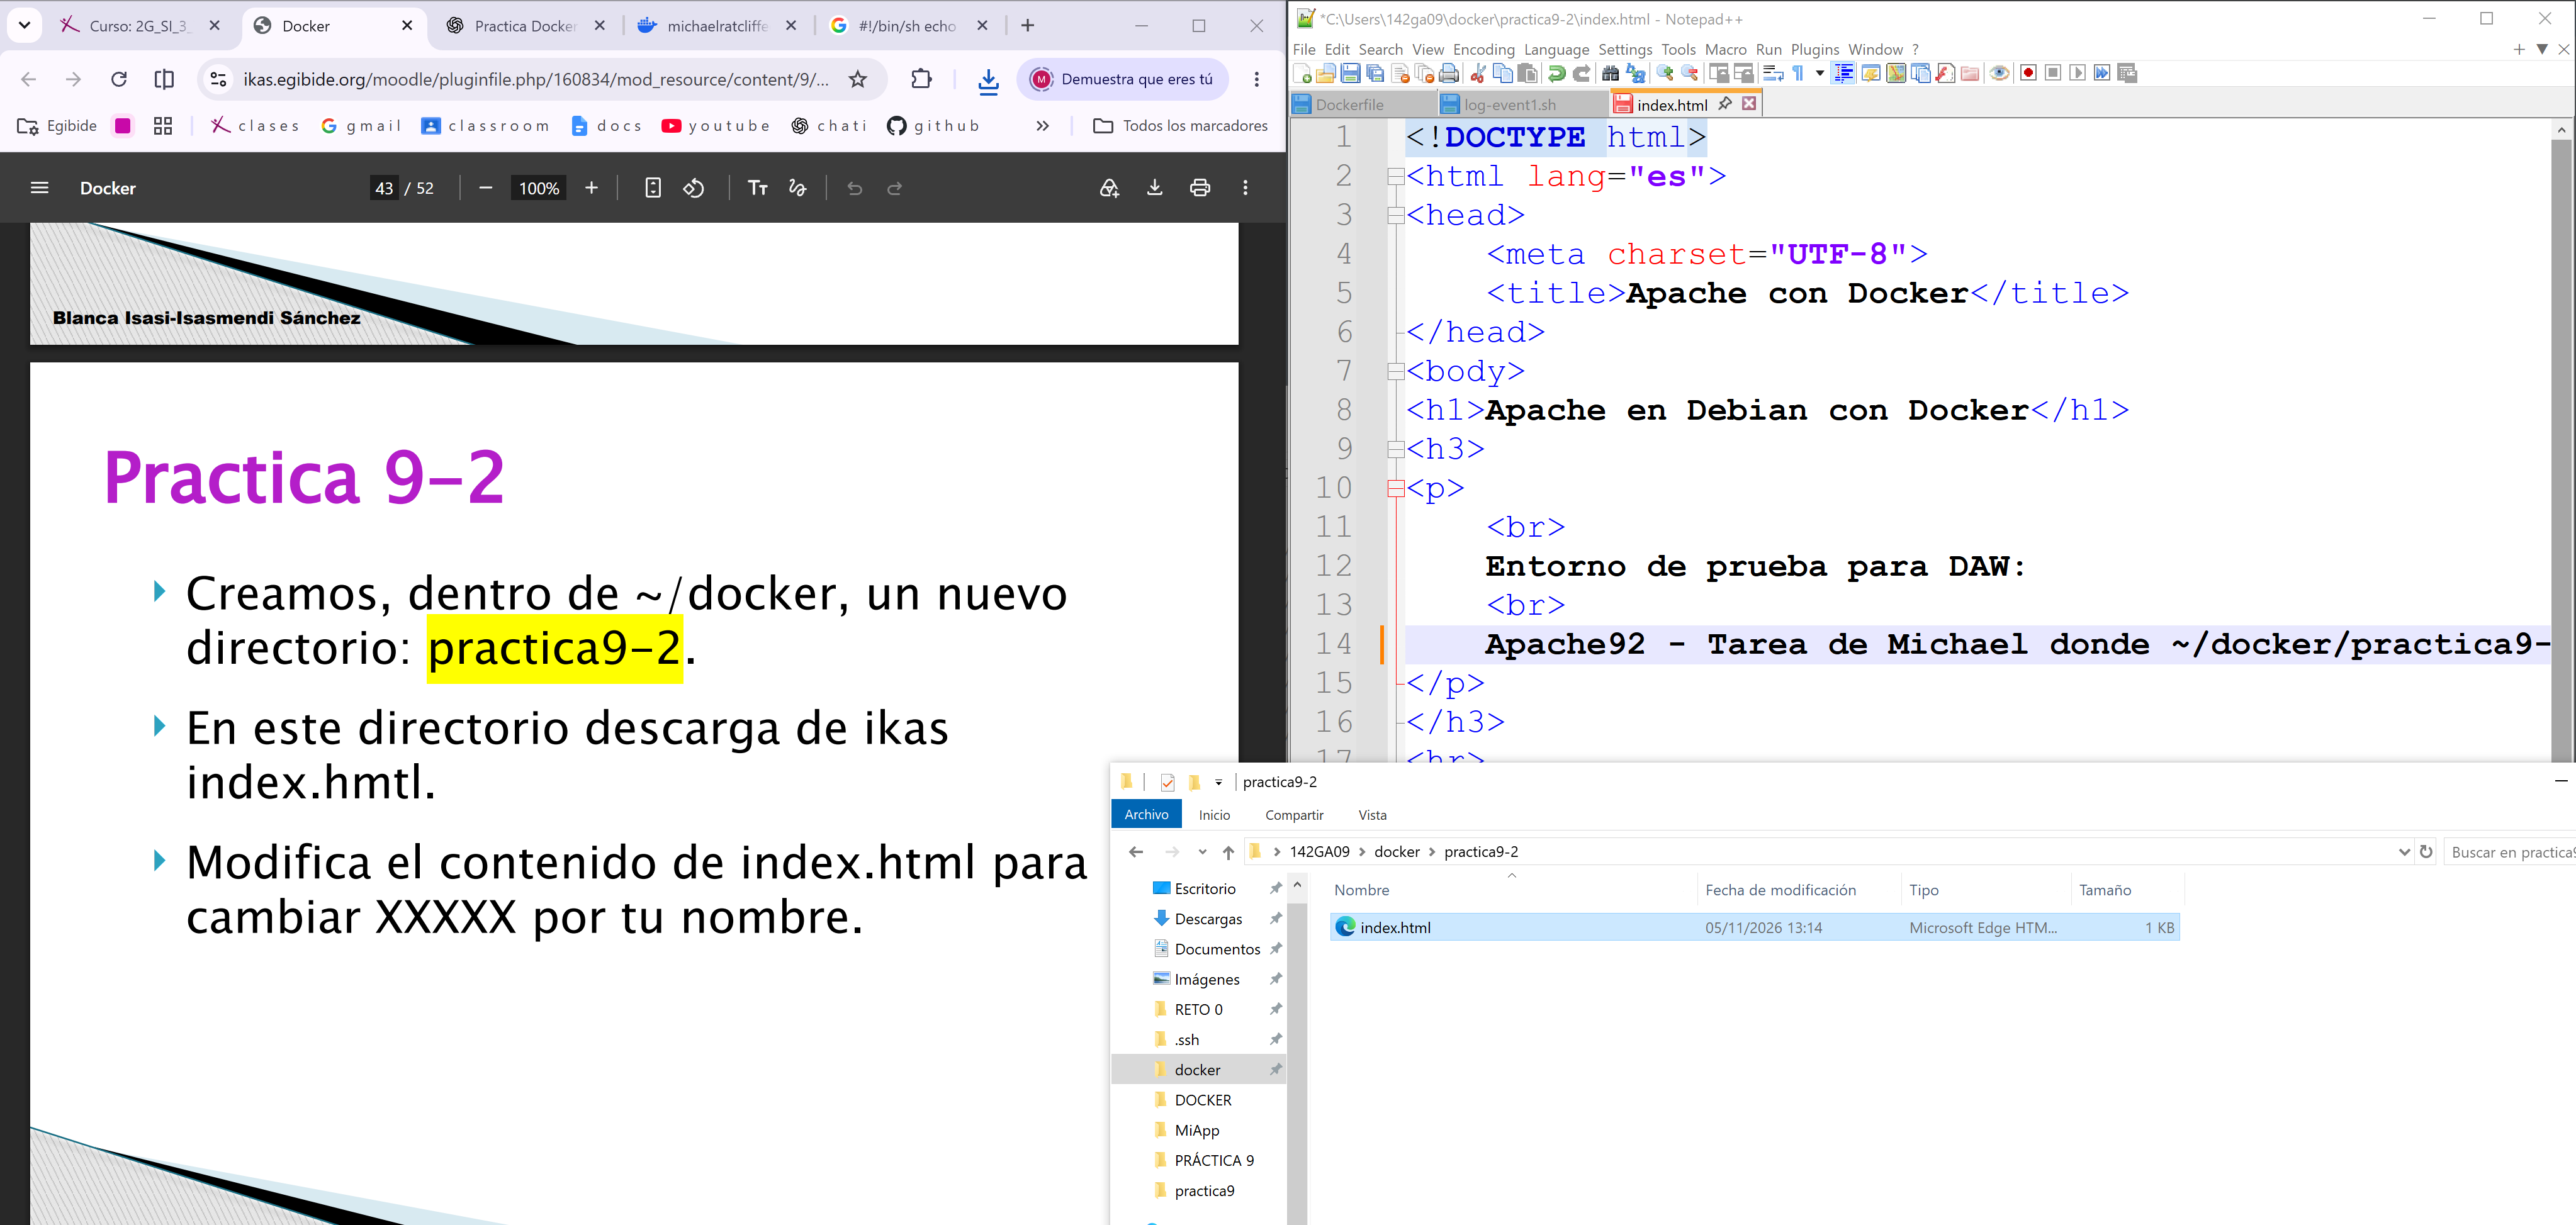 Curso: 2G_SI_3_
Docker
Practica Docker
michaelratcliffe
#!/bin/sh echo
ikas.egibide.org/moodle/pluginfile.php/160834/mod_resource/content/9/...
Demuestra que eres tú
Egibide
clases
gmail
classroom
docs
youtube
chati
github
Todos los marcadores
Docker
43 / 52
100%
Blanca Isasi-Isasmendi Sánchez
Practica 9-2
Creamos, dentro de ~/docker, un nuevo
directorio: practica9-2.
En este directorio descarga de ikas
index.hmtl.
Modifica el contenido de index.html para
cambiar XXXXX por tu nombre.
*C:\Users\142ga09\docker\practica9-2\index.html - Notepad++
File Edit Search View Encoding Language Settings Tools Macro Run Plugins Window ?
Dockerfile
log-event1.sh
index.html
1 <!DOCTYPE html>
2 <html lang="es">
3 <head>
4 <meta charset="UTF-8">
5 <title>Apache con Docker</title>
6 </head>
7 <body>
8 <h1>Apache en Debian con Docker</h1>
9 <h3>
10 <p>
11 <br>
12 Entorno de prueba para DAW:
13 <br>
14 Apache92 - Tarea de Michael donde ~/docker/practica9-
15 </p>
16 </h3>
17 <hr>
practica9-2
Archivo
Inicio
Compartir
Vista
142GA09 > docker > practica9-2
Buscar en practica9
Nombre
Fecha de modificación
Tipo
Tamaño
index.html
05/11/2026 13:14
Microsoft Edge HTM...
1 KB
Escritorio
Descargas
Documentos
Imágenes
RETO 0
.ssh
docker
DOCKER
MiApp
PRÁCTICA 9
practica9